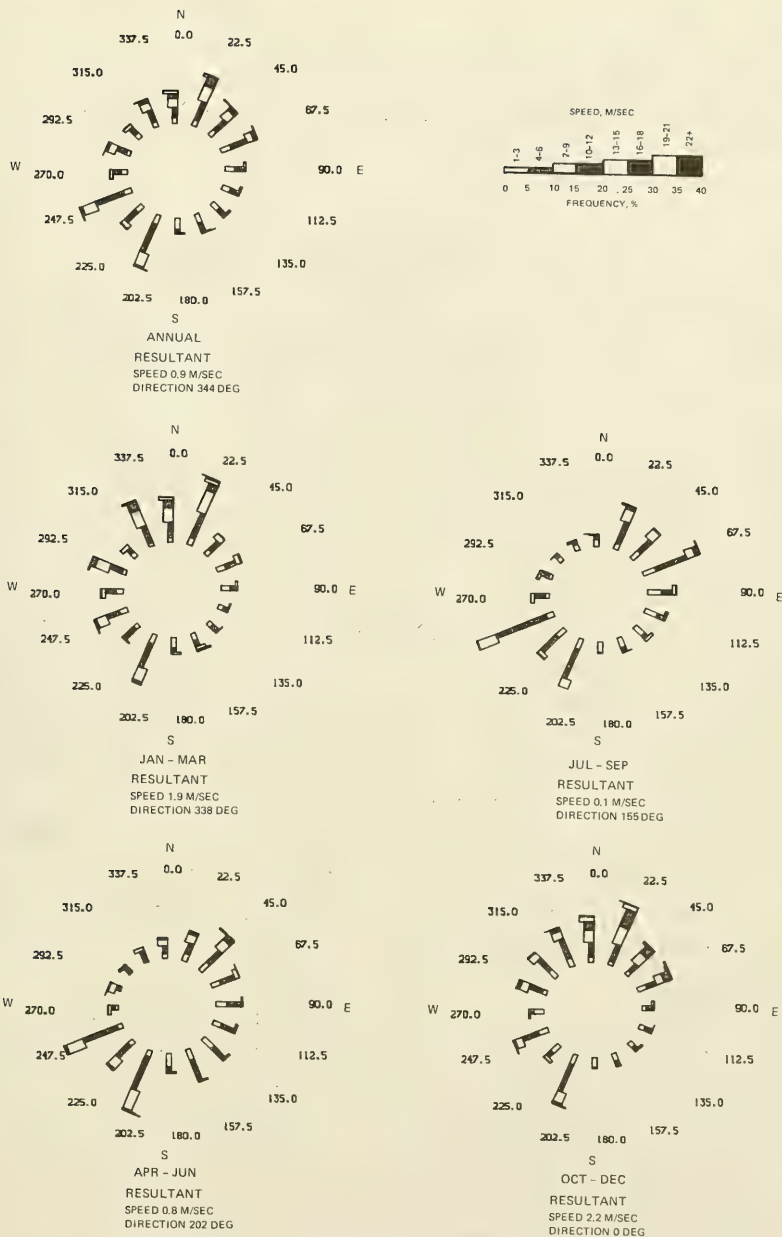 N
0.0
22.5
45.0
67.5
90.0 E
112.5
135.0
157.5
180.0
S
202.5
225.0
247.5
W 270.0
292.5
315.0
337.5
ANNUAL
RESULTANT
SPEED 0.9 M/SEC
DIRECTION 344 DEG
SPEED, M/SEC
1-3 4-6 7-9 10-12 13-15 16-18 19-21 22+
0 5 10 15 20 25 30 35 40
FREQUENCY, %
N
0.0
22.5
45.0
67.5
90.0 E
112.5
135.0
157.5
180.0
S
202.5
225.0
247.5
W 270.0
292.5
315.0
337.5
JAN - MAR
RESULTANT
SPEED 1.9 M/SEC
DIRECTION 338 DEG
N
0.0
22.5
45.0
67.5
90.0 E
112.5
135.0
157.5
180.0
S
202.5
225.0
247.5
W 270.0
292.5
315.0
337.5
JUL - SEP
RESULTANT
SPEED 0.1 M/SEC
DIRECTION 155 DEG
N
0.0
22.5
45.0
67.5
90.0 E
112.5
135.0
157.5
180.0
S
202.5
225.0
247.5
W 270.0
292.5
315.0
337.5
APR - JUN
RESULTANT
SPEED 0.8 M/SEC
DIRECTION 202 DEG
N
0.0
22.5
45.0
67.5
90.0 E
112.5
135.0
157.5
180.0
S
202.5
225.0
247.5
W 270.0
292.5
315.0
337.5
OCT - DEC
RESULTANT
SPEED 2.2 M/SEC
DIRECTION 0 DEG